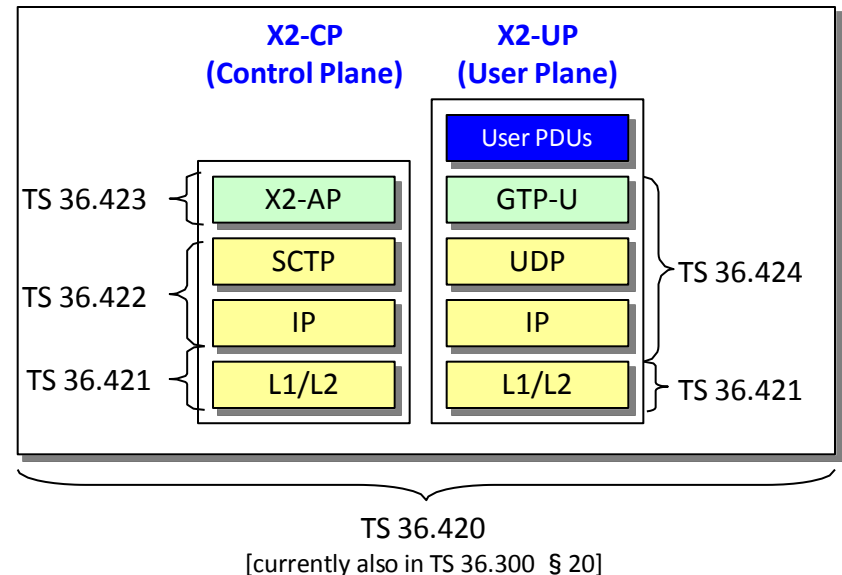 X2-CP
(Control Plane)
X2-UP
(User Plane)
User PDUs
TS 36.423
X2-AP
GTP-U
SCTP
UDP
TS 36.424
TS 36.422
IP
IP
TS 36.421
L1/L2
L1/L2
TS 36.421
TS 36.420
[currently also in TS 36.300 § 20]